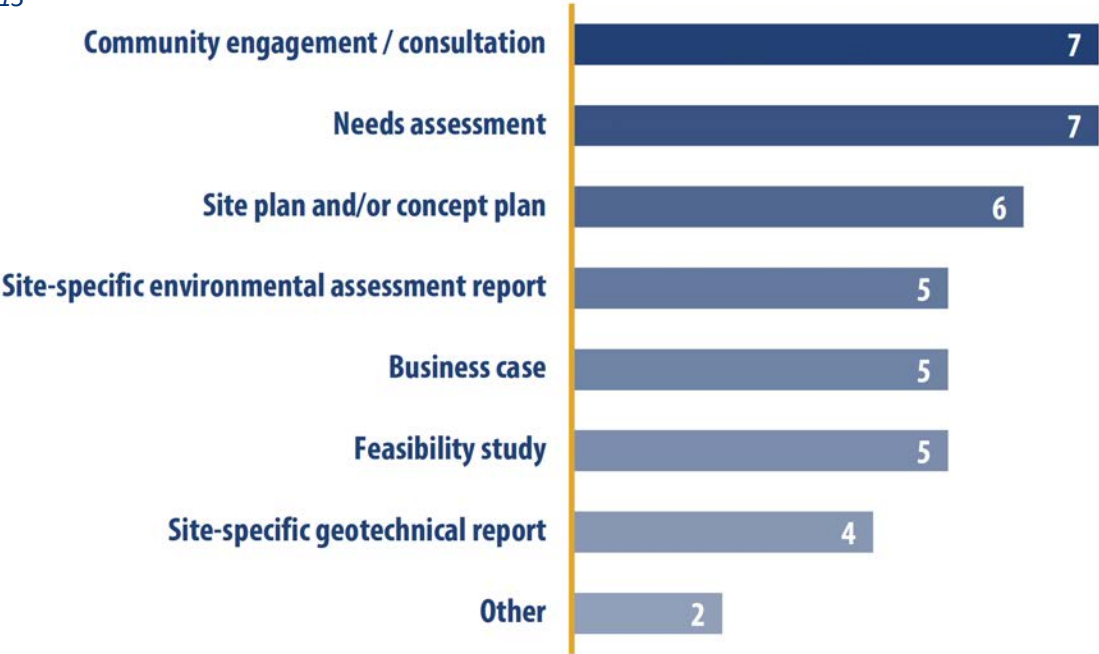 Community engagement / consultation 7
Needs assessment 7
Site plan and/or concept plan 6
Site-specific environmental assessment report 5
Business case 5
Feasibility study 5
Site-specific geotechnical report 4
Other 2